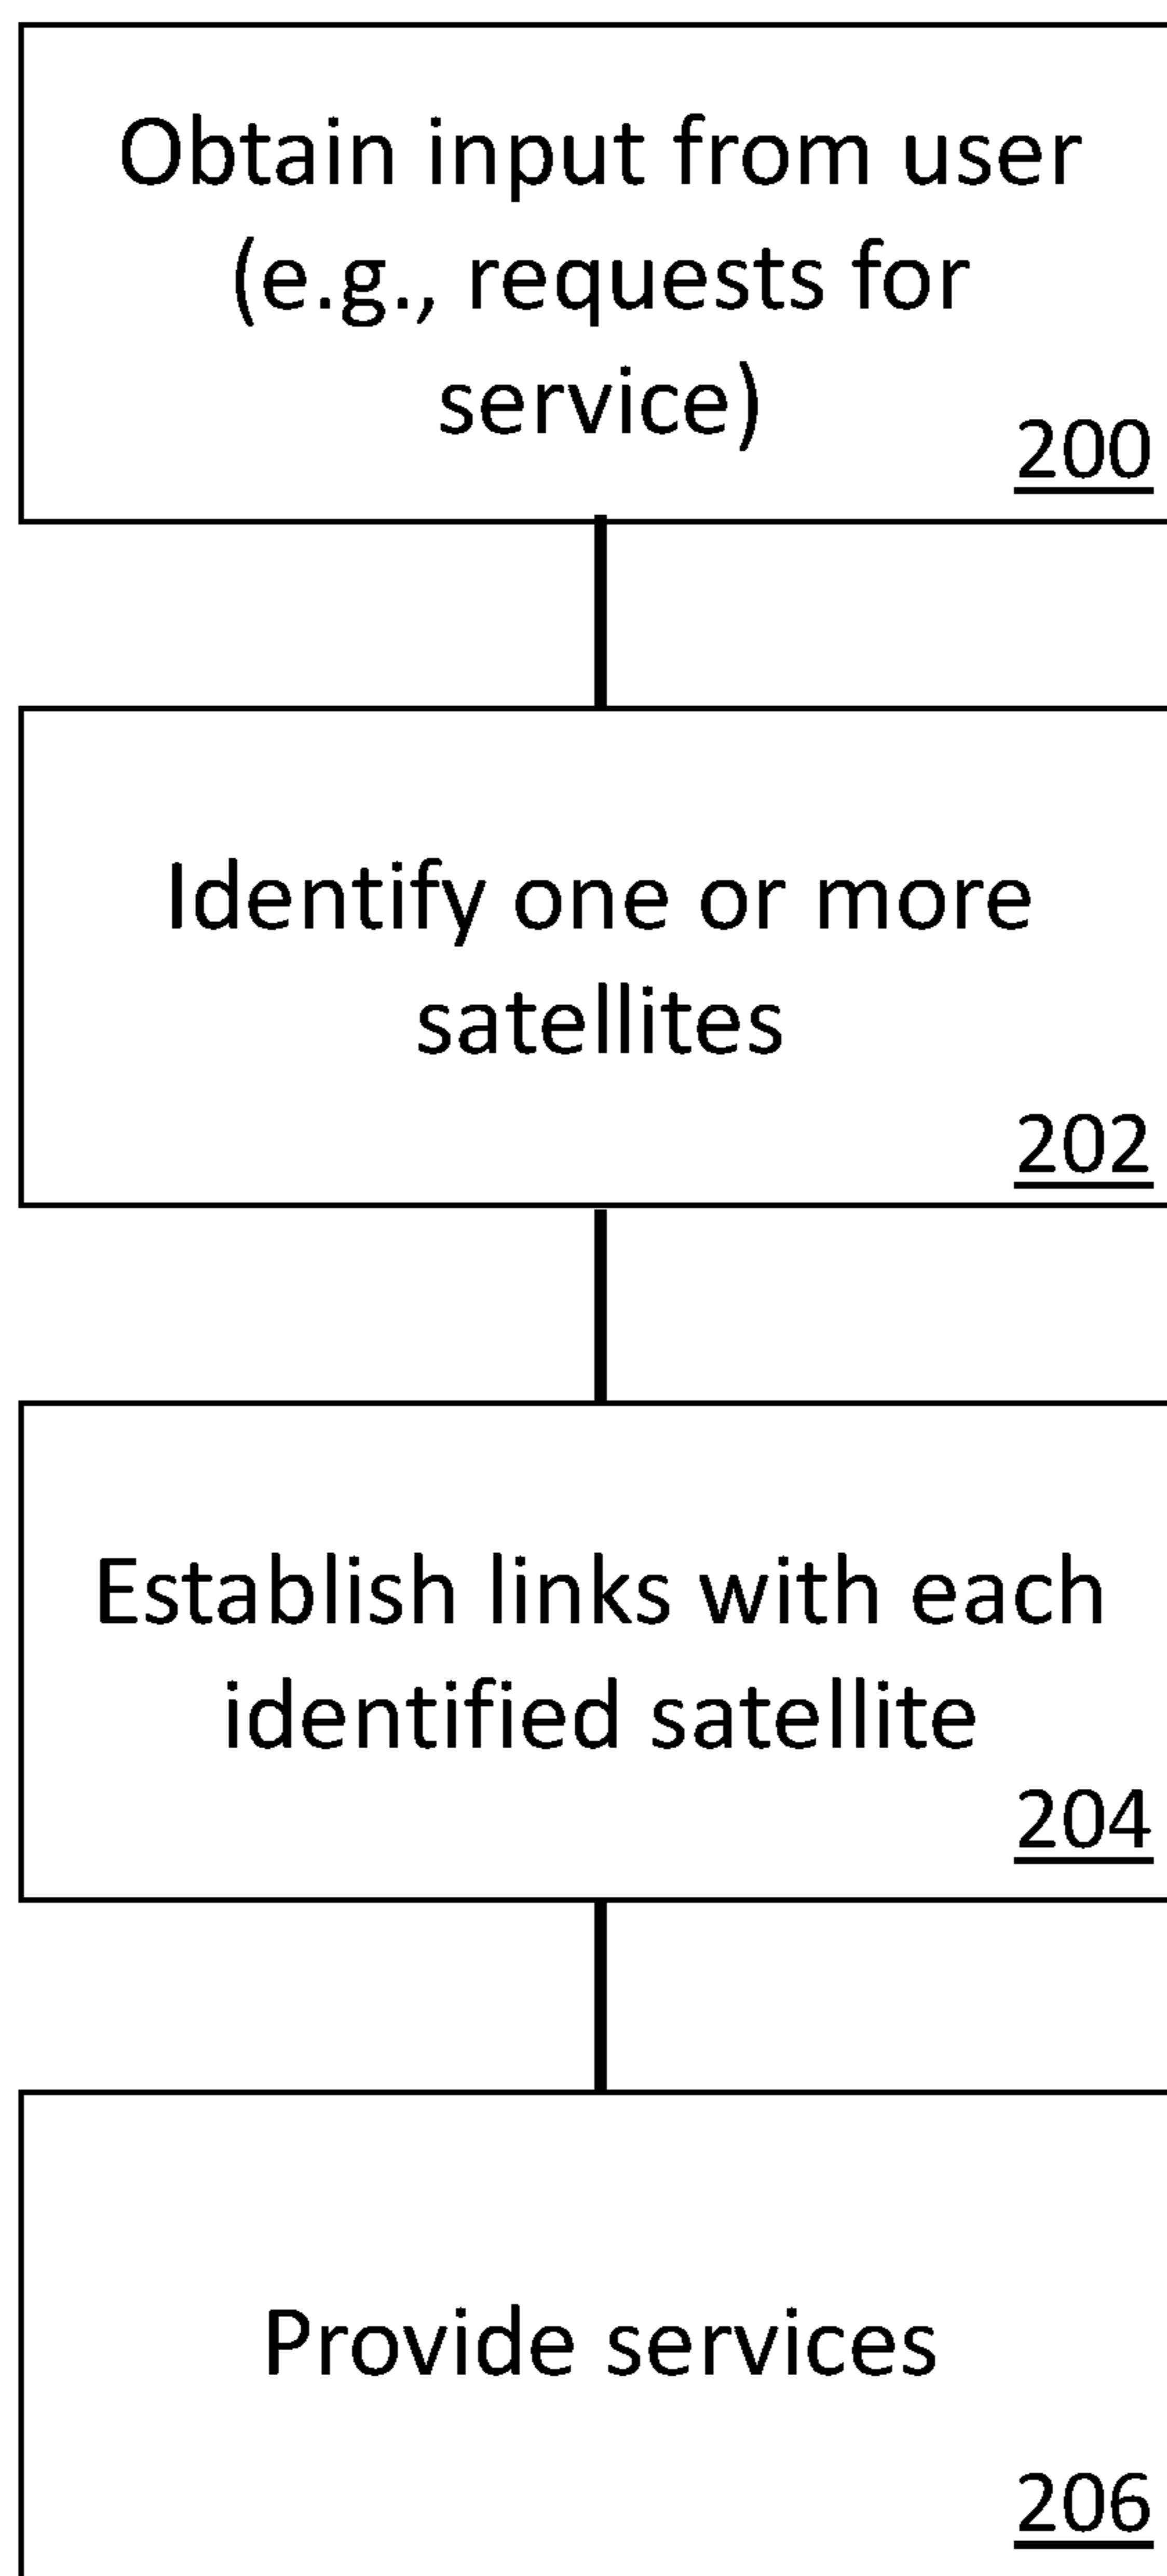 Obtain input from user
(e.g., requests for
service)
200
Identify one or more
satellites
202
Establish links with each
identified satellite
204
Provide services
206